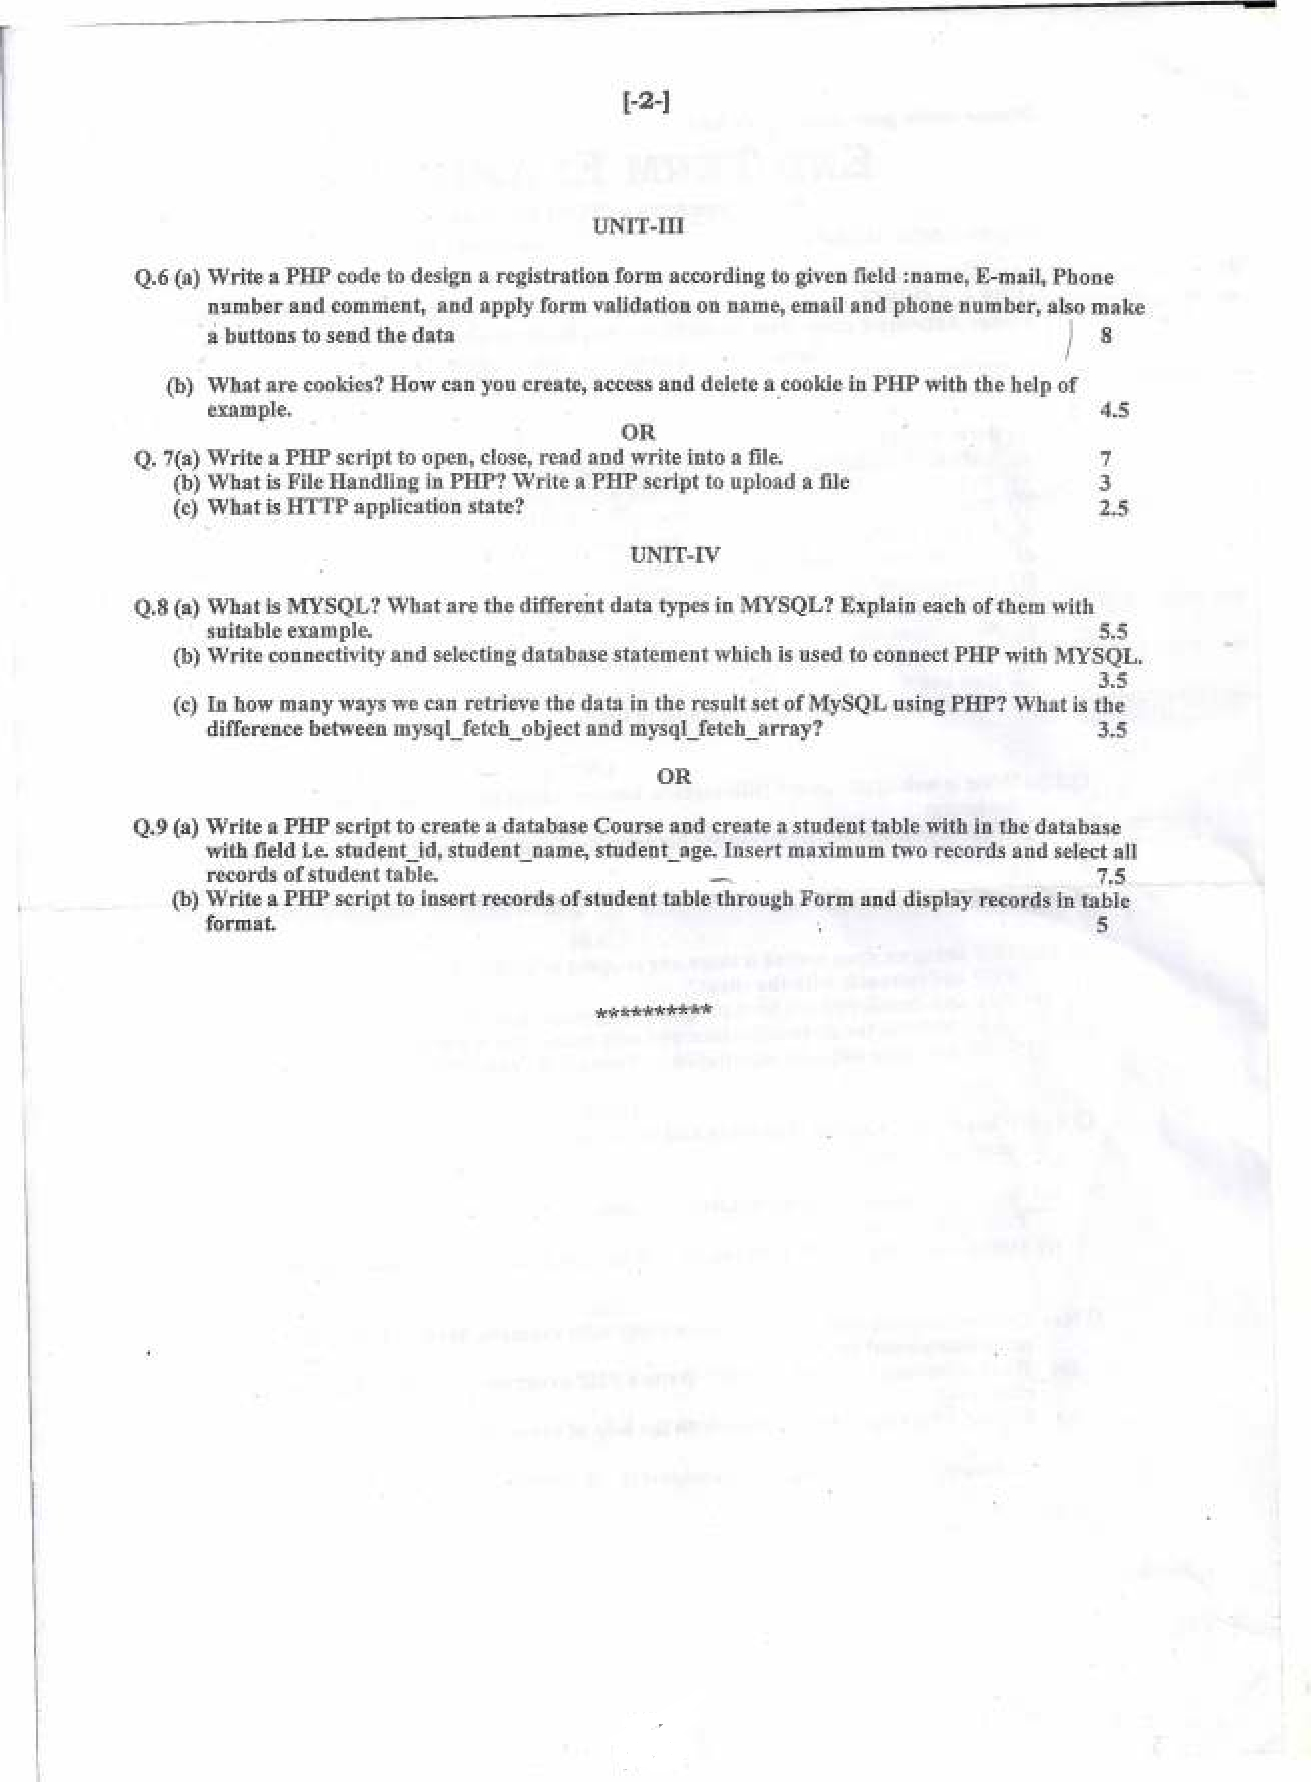 [-2-]
UNIT-III
Q.6 (a) Write a PHP code to design a registration form according to given field :name, E-mail, Phone
number and comment, and apply form validation on name, email and phone number, also make
a buttons to send the data 8
(b) What are cookies? How can you create, access and delete a cookie in PHP with the help of
example. 4.5
OR
Q. 7(a) Write a PHP script to open, close, read and write into a file. 7
(b) What is File Handling in PHP? Write a PHP script to upload a file 3
(c) What is HTTP application state? 2.5
UNIT-IV
Q.8 (a) What is MYSQL? What are the different data types in MYSQL? Explain each of them with
suitable example. 5.5
(b) Write connectivity and selecting database statement which is used to connect PHP with MYSQL.
3.5
(c) In how many ways we can retrieve the data in the result set of MySQL using PHP? What is the
difference between mysql_fetch_object and mysql_fetch_array? 3.5
OR
Q.9 (a) Write a PHP script to create a database Course and create a student table with in the database
with field i.e. student_id, student_name, student_age. Insert maximum two records and select all
records of student table. 7.5
(b) Write a PHP script to insert records of student table through Form and display records in table
format. 5
**********